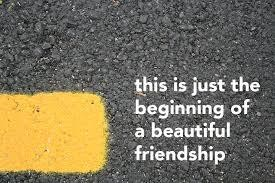 this is just the
beginning of
a beautiful
friendship